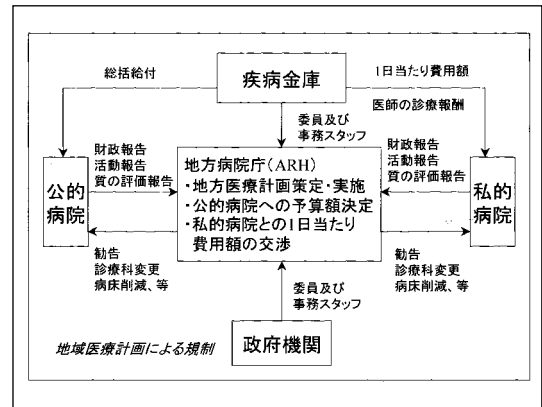 総括給付
疾病金庫
1日当たり費用額
医師の診療報酬
委員及び
事務スタッフ
財政報告
活動報告
質の評価報告
公的
病院
地方病院庁(ARH)
・地方医療計画策定・実施
・公的病院への予算額決定
・私的病院との1日当たり
費用額の交渉
財政報告
活動報告
質の評価報告
私的
病院
勧告
診療科変更
病床削減、等
勧告
診療科変更
病床削減、等
委員及び
事務スタッフ
地域医療計画による規制
政府機関